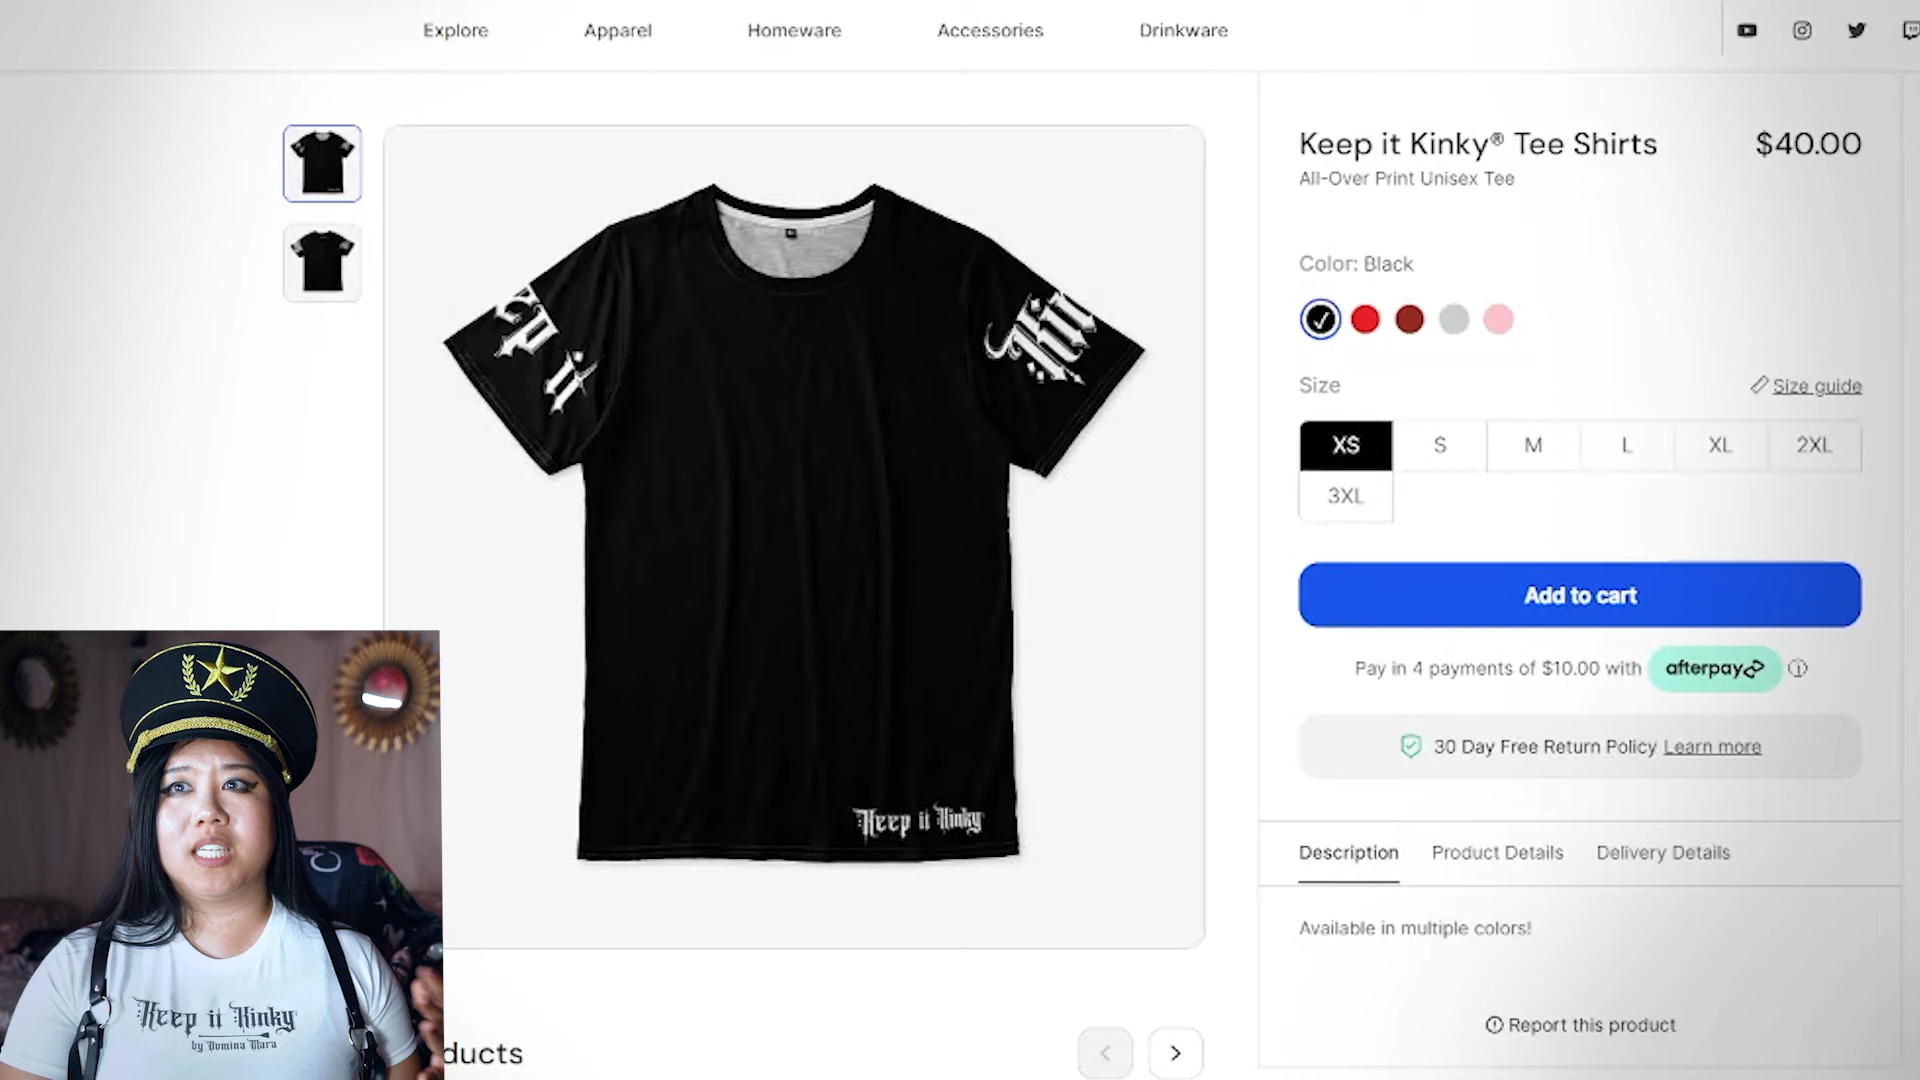 Explore Apparel Homeware Accessories Drinkware
Keep it Kinky® Tee Shirts $40.00
All-Over Print Unisex Tee
Color: Black
Size Size guide
XS S M L XL 2XL
3XL
Add to cart
Pay in 4 payments of $10.00 with afterpay
30 Day Free Return Policy Learn more
Description Product Details Delivery Details
Available in multiple colors!
Report this product
ep it
Kin
Keep it Kinky
Keep it Kinky
by Domina Mara
ducts